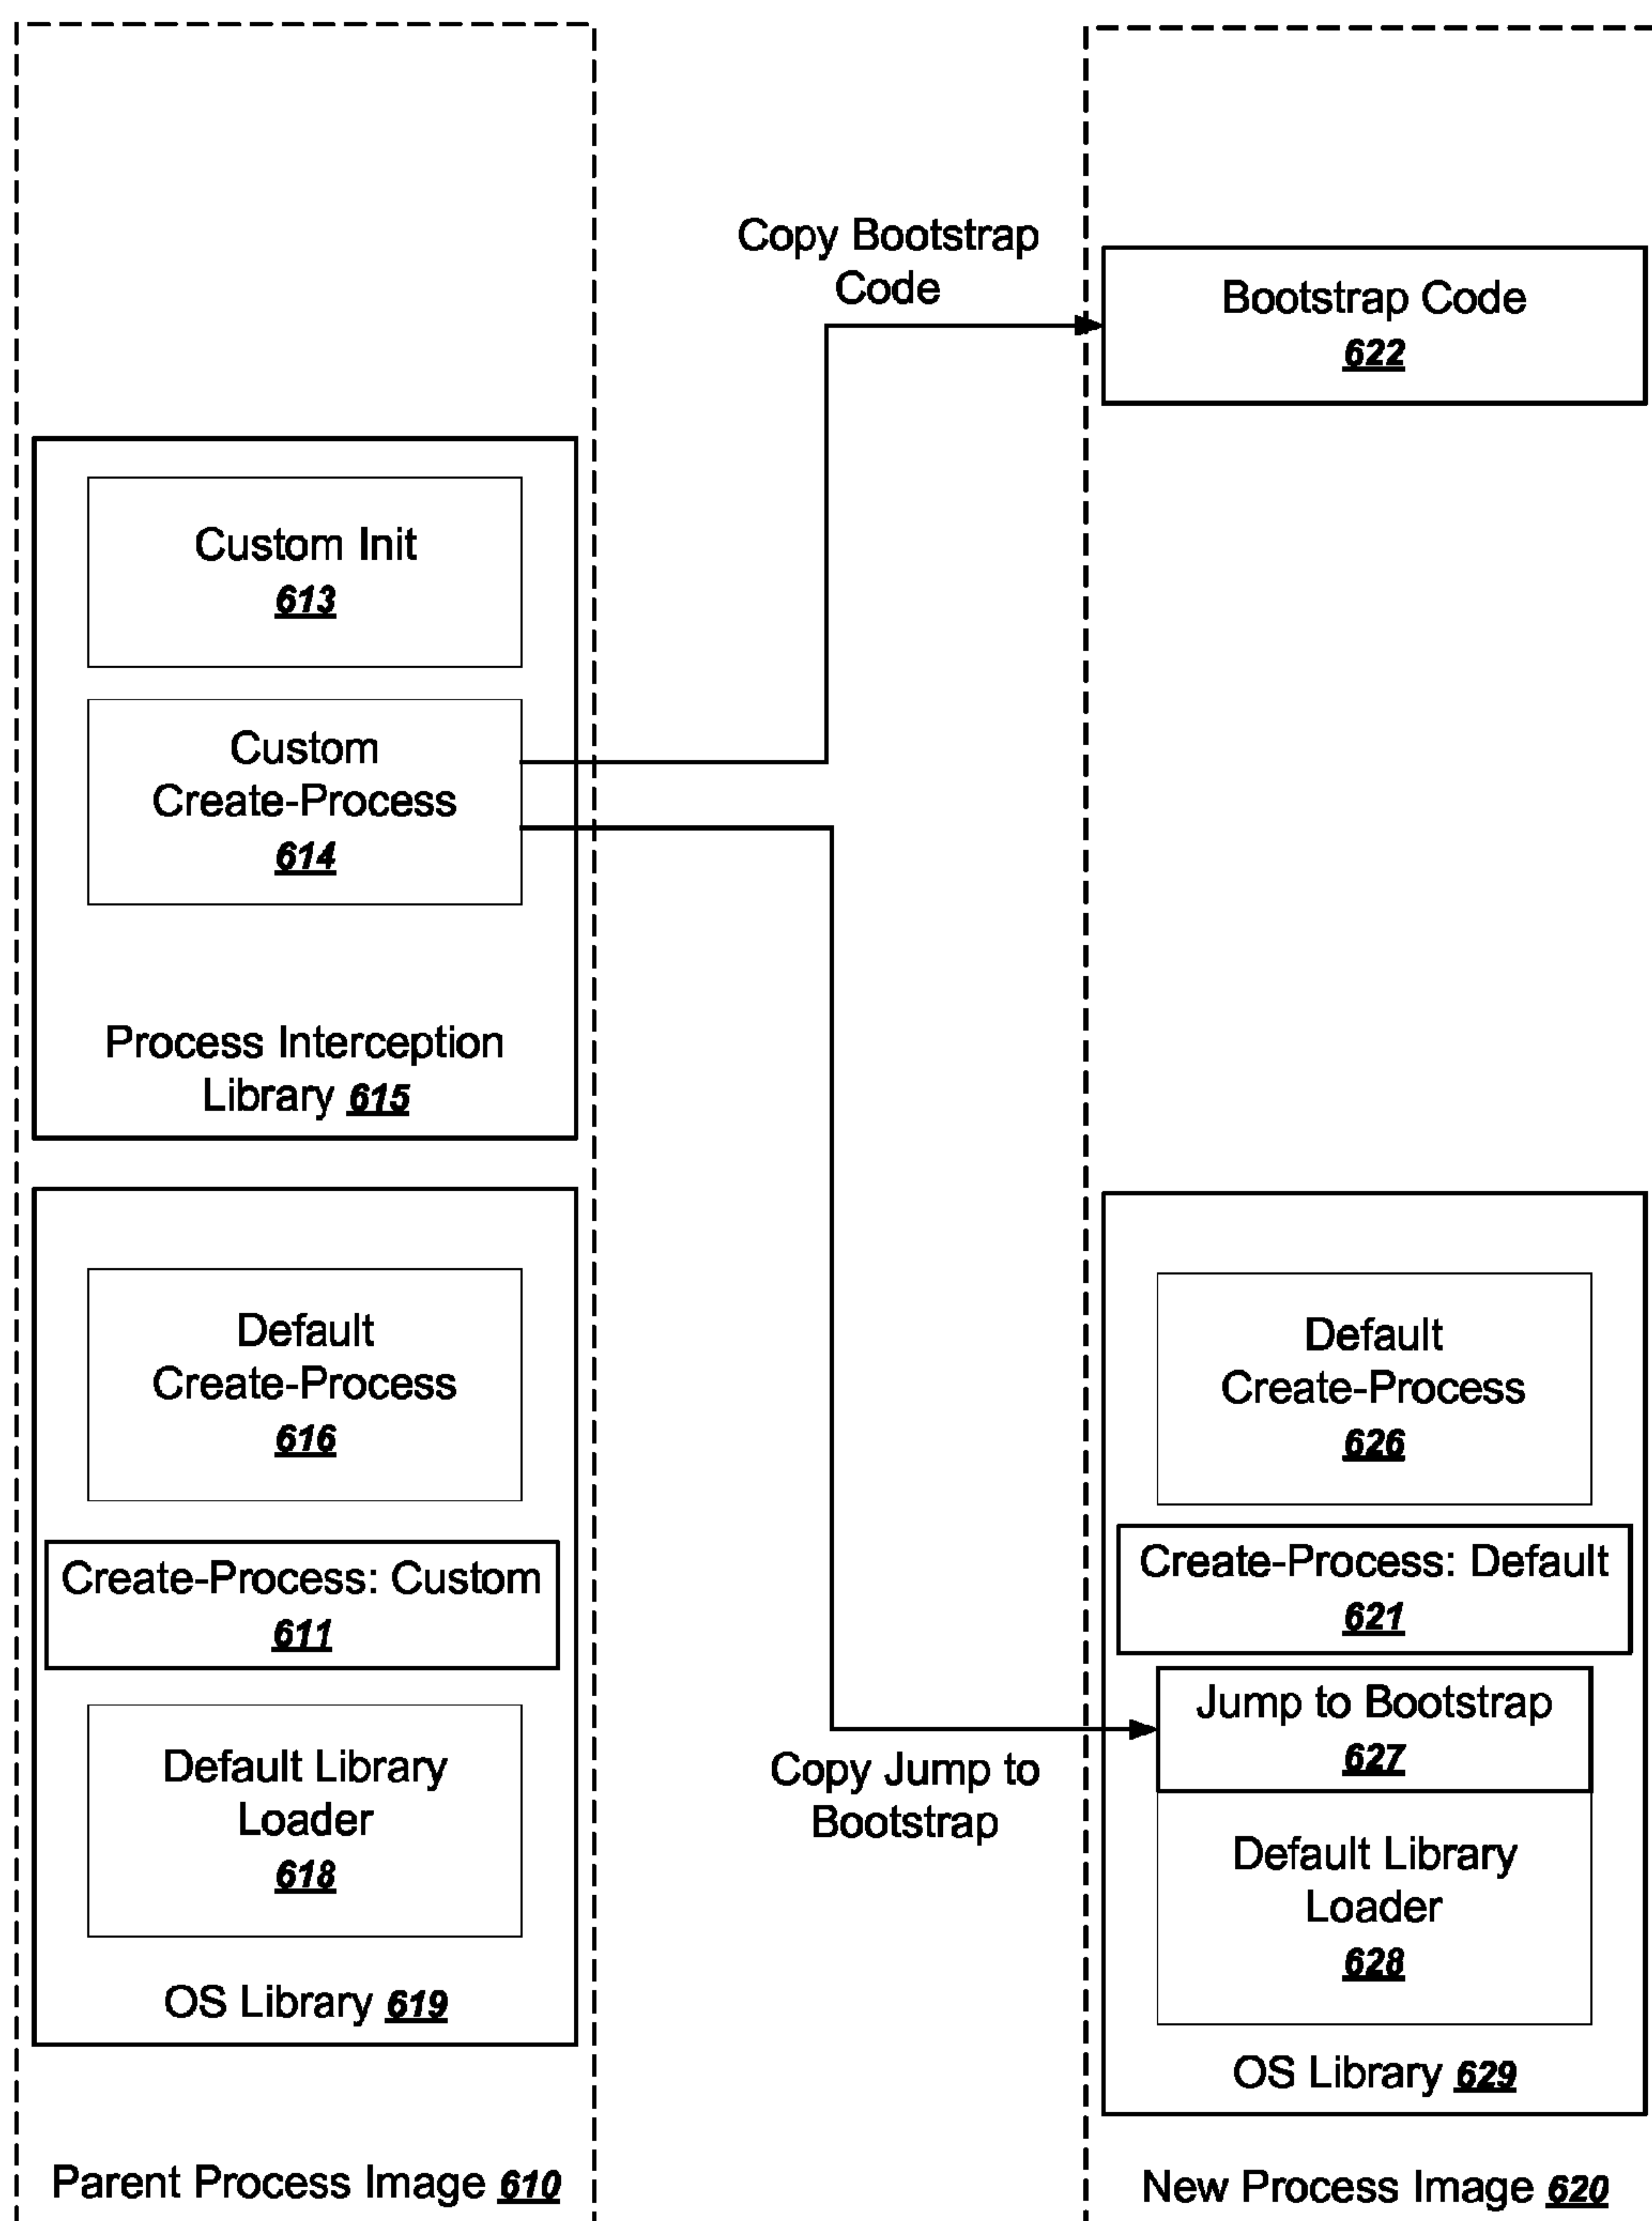 Copy Bootstrap
Code
Bootstrap Code
622
Custom Init
613
Custom
Create-Process
614
Process Interception
Library 615
Default
Create-Process
616
Create-Process: Custom
611
Default Library
Loader
618
OS Library 619
Parent Process Image 610
Copy Jump to
Bootstrap
Default
Create-Process
626
Create-Process: Default
621
Jump to Bootstrap
627
Default Library
Loader
628
OS Library 629
New Process Image 620